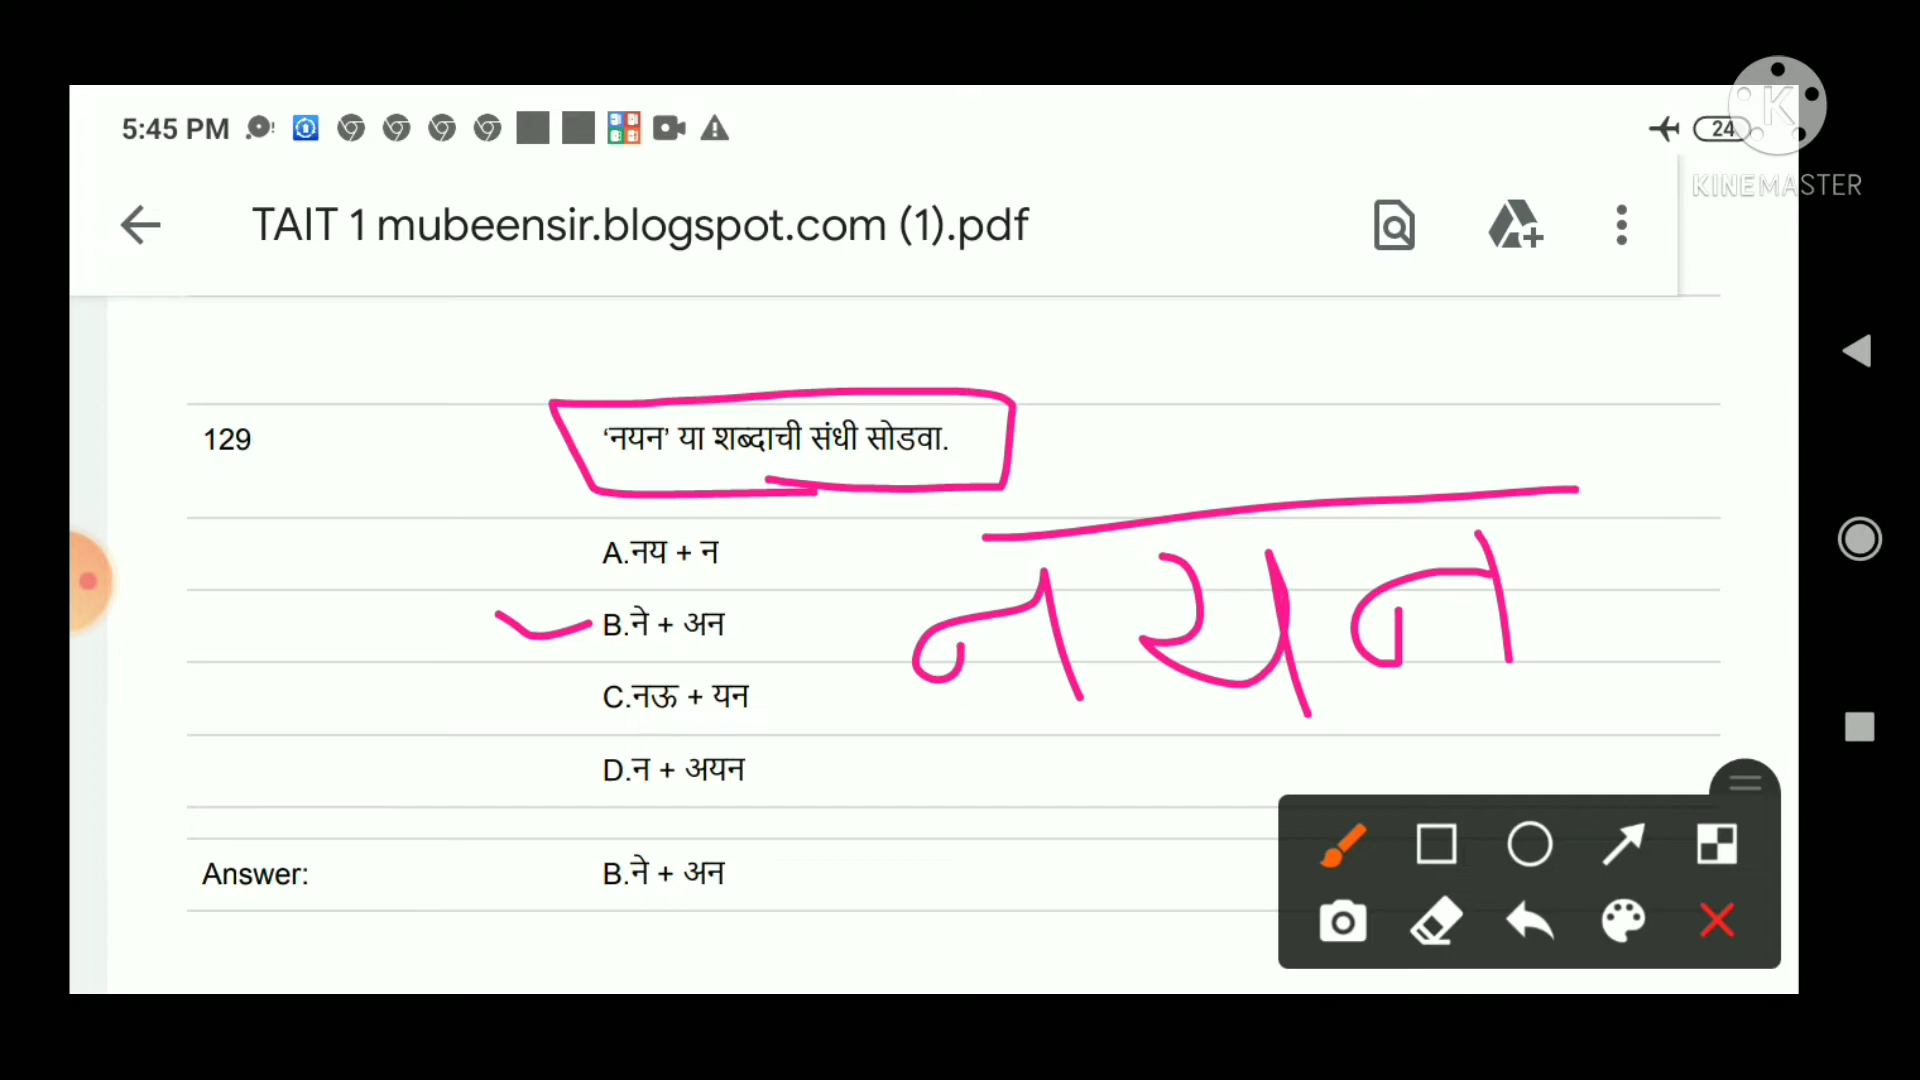 5:45 PM
24
K
KINEMASTER
TAIT 1 mubeensir.blogspot.com (1).pdf
129
‘नयन’ या शब्दाची संधी सोडवा.
A.नय + न
B.ने + अन
C.नऊ + यन
D.न + अयन
नयन
Answer:
B.ने + अन